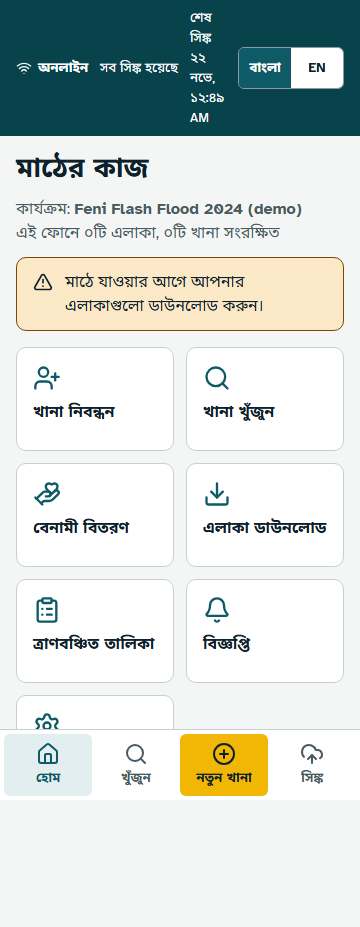 অনলাইন
সব সিঙ্ক হয়েছে
শেষ
সিঙ্ক
২২
নভে,
১২:৪৯
AM
বাংলা
EN
মাঠের কাজ
কার্যক্রম: Feni Flash Flood 2024 (demo)
এই ফোনে ০টি এলাকা, ০টি খানা সংরক্ষিত
মাঠে যাওয়ার আগে আপনার
এলাকাগুলো ডাউনলোড করুন।
খানা নিবন্ধন
খানা খুঁজুন
বেনামী বিতরণ
এলাকা ডাউনলোড
ত্রাণবঞ্চিত তালিকা
বিজ্ঞপ্তি
হোম
খুঁজুন
নতুন খানা
সিঙ্ক